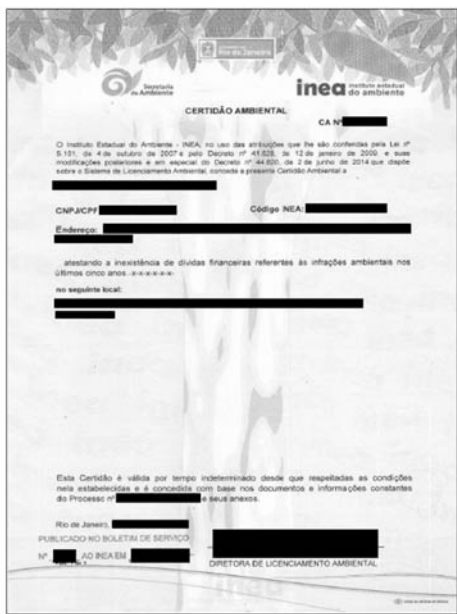 Rio de Janeiro
Secretaria
do Ambiente
inea instituto estadual
do ambiente
CERTIDÃO AMBIENTAL
CA Nº
O Instituto Estadual do Ambiente - INEA, no uso das atribuições que lhe são conferidas pela Lei nº
5.101, de 4 de outubro de 2007 e pelo Decreto nº 41.628, de 12 de janeiro de 2009, e suas
modificações posteriores e em especial do Decreto nº 44.820, de 2 de junho de 2014 que dispõe
sobre o Sistema de Licenciamento Ambiental, concede a presente Certidão Ambiental a
CNPJ/CPF Código INEA:
Endereço:
atestando a inexistência de dívidas financeiras referentes às infrações ambientais nos
últimos cinco anos. -x-x-x-x-x-x-
no seguinte local:
Esta Certidão é válida por tempo indeterminado desde que respeitadas as condições
nela estabelecidas e é concedida com base nos documentos e informações constantes
do Processo nº e seus anexos.
Rio de Janeiro,
PUBLICADO NO BOLETIM DE SERVIÇO
Nº AO INEA EM
DIRETORA DE LICENCIAMENTO AMBIENTAL
inea